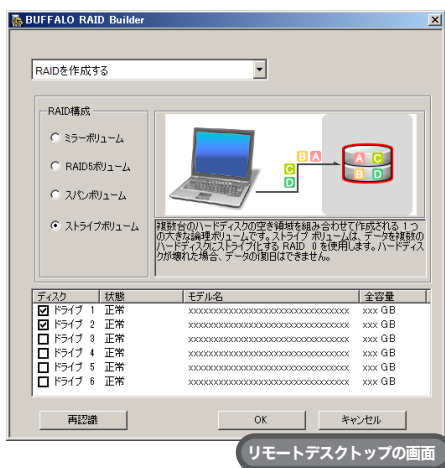 BUFFALO RAID Builder
RAIDを作成する
RAID構成
ミラーボリューム
RAID5ボリューム
スパンボリューム
ストライプボリューム
B A
C
D
A C
B D
複数台のハードディスクの空き領域を組み合わせて作成される 1つ
の大きな論理ボリュームです。ストライプ ボリュームは、データを複数の
ハードディスクにストライプ化する RAID 0 を使用します。ハードディス
クが壊れた場合、データの復旧はできません。
ディスク 状態 モデル名 全容量
ドライブ 1 正常 xxxxxxxxxxxxxxxxxxxxxxxxxxxxxx xxx GB
ドライブ 2 正常 xxxxxxxxxxxxxxxxxxxxxxxxxxxxxx xxx GB
ドライブ 3 正常 xxxxxxxxxxxxxxxxxxxxxxxxxxxxxx xxx GB
ドライブ 4 正常 xxxxxxxxxxxxxxxxxxxxxxxxxxxxxx xxx GB
ドライブ 5 正常 xxxxxxxxxxxxxxxxxxxxxxxxxxxxxx xxx GB
ドライブ 6 正常 xxxxxxxxxxxxxxxxxxxxxxxxxxxxxx xxx GB
再認識 OK キャンセル
リモートデスクトップの画面